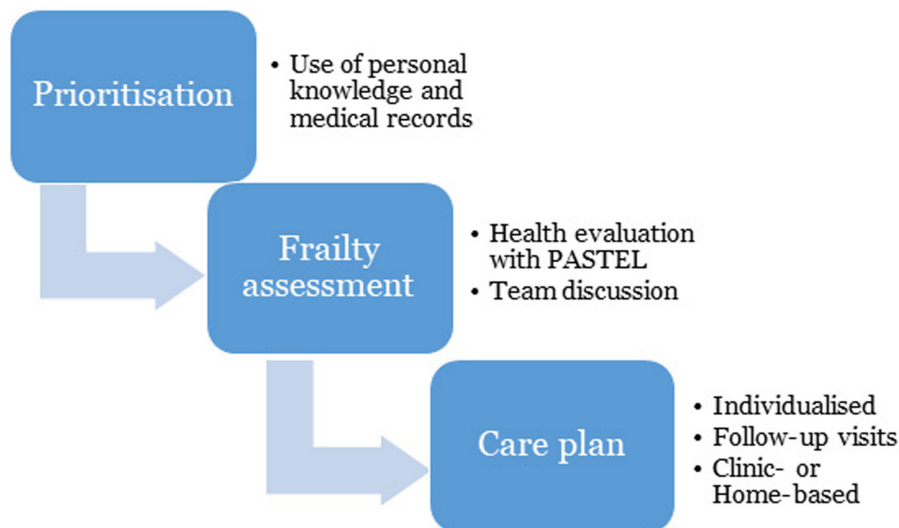 Prioritisation
• Use of personal
knowledge and
medical records
Frailty
assessment
• Health evaluation
with PASTEL
• Team discussion
Care plan
• Individualised
• Follow-up visits
• Clinic- or
Home-based